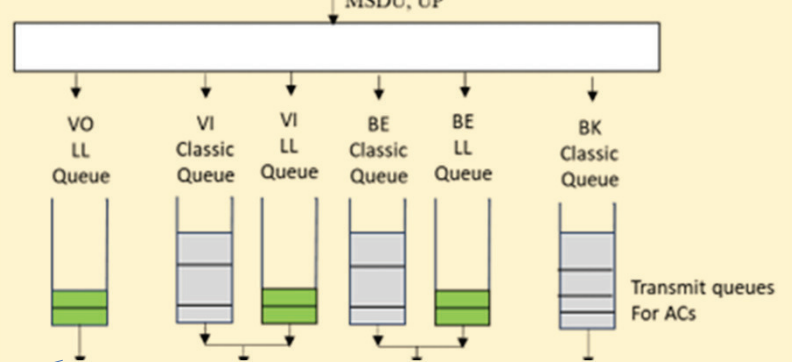 MSDU, UP
VO
LL
Queue
VI
Classic
Queue
VI
LL
Queue
BE
Classic
Queue
BE
LL
Queue
BK
Classic
Queue
Transmit queues
For ACs